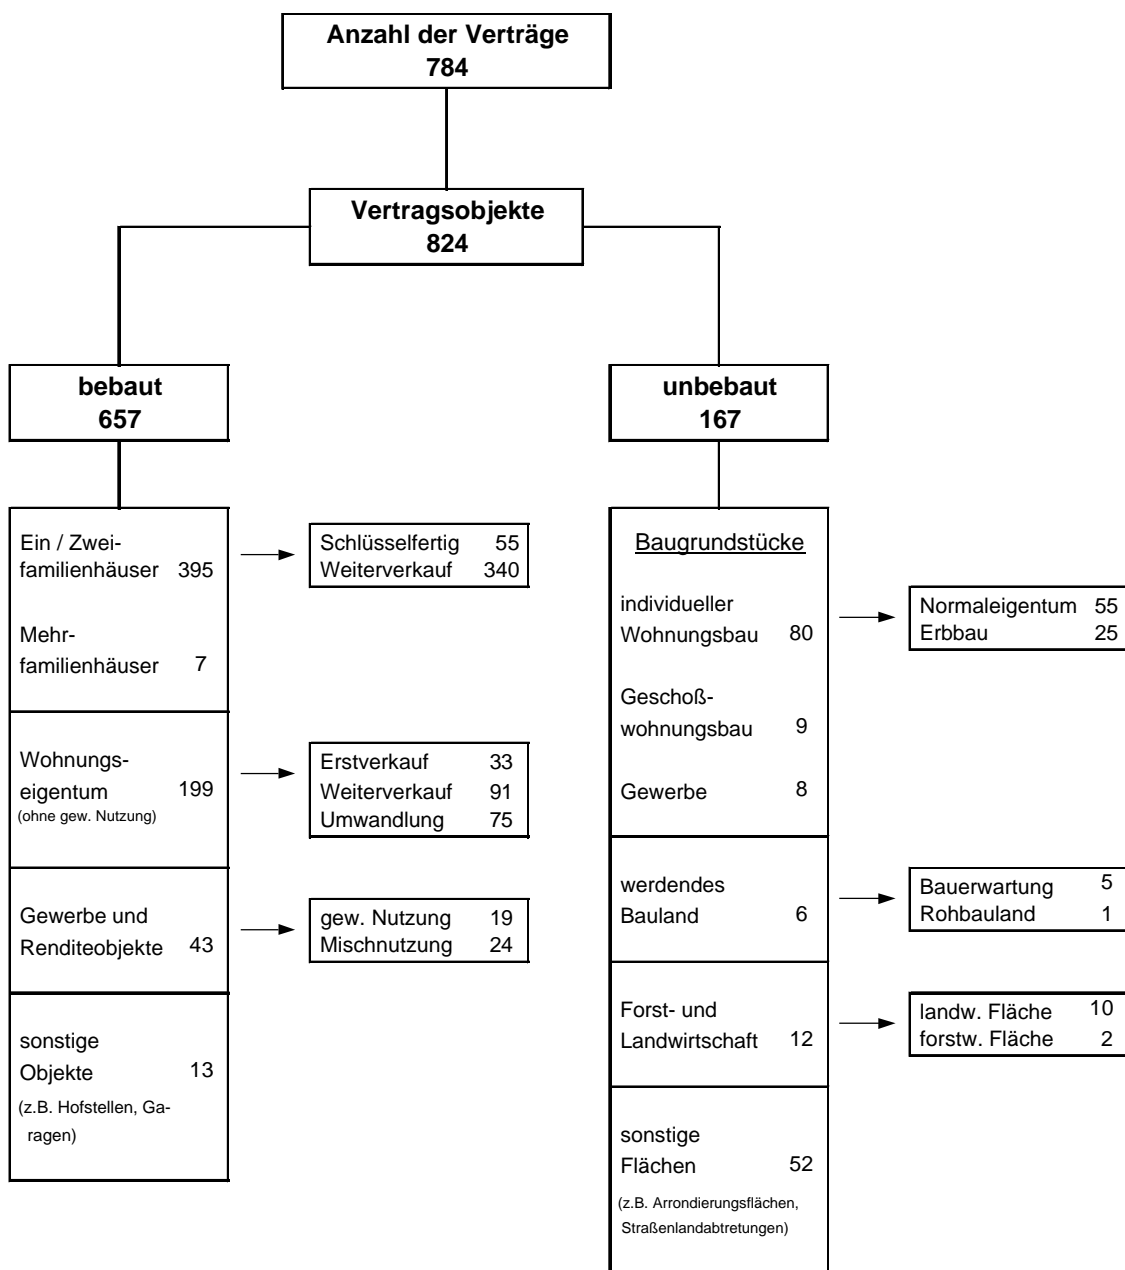 Anzahl der Verträge
784
Vertragsobjekte
824
bebaut
657
unbebaut
167
Ein / Zwei-
familienhäuser 395
Mehr-
familienhäuser 7
Schlüsselfertig 55
Weiterverkauf 340
Wohnungs-
eigentum 199
(ohne gew. Nutzung)
Erstverkauf 33
Weiterverkauf 91
Umwandlung 75
Gewerbe und
Renditeobjekte 43
gew. Nutzung 19
Mischnutzung 24
sonstige
Objekte 13
(z.B. Hofstellen, Ga-
ragen)
Baugrundstücke
individueller
Wohnungsbau 80
Normaleigentum 55
Erbbau 25
Geschoß-
wohnungsbau 9
Gewerbe 8
werdendes
Bauland 6
Bauerwartung 5
Rohbauland 1
Forst- und
Landwirtschaft 12
landw. Fläche 10
forstw. Fläche 2
sonstige
Flächen 52
(z.B. Arrondierungsflächen,
Straßenlandabtretungen)